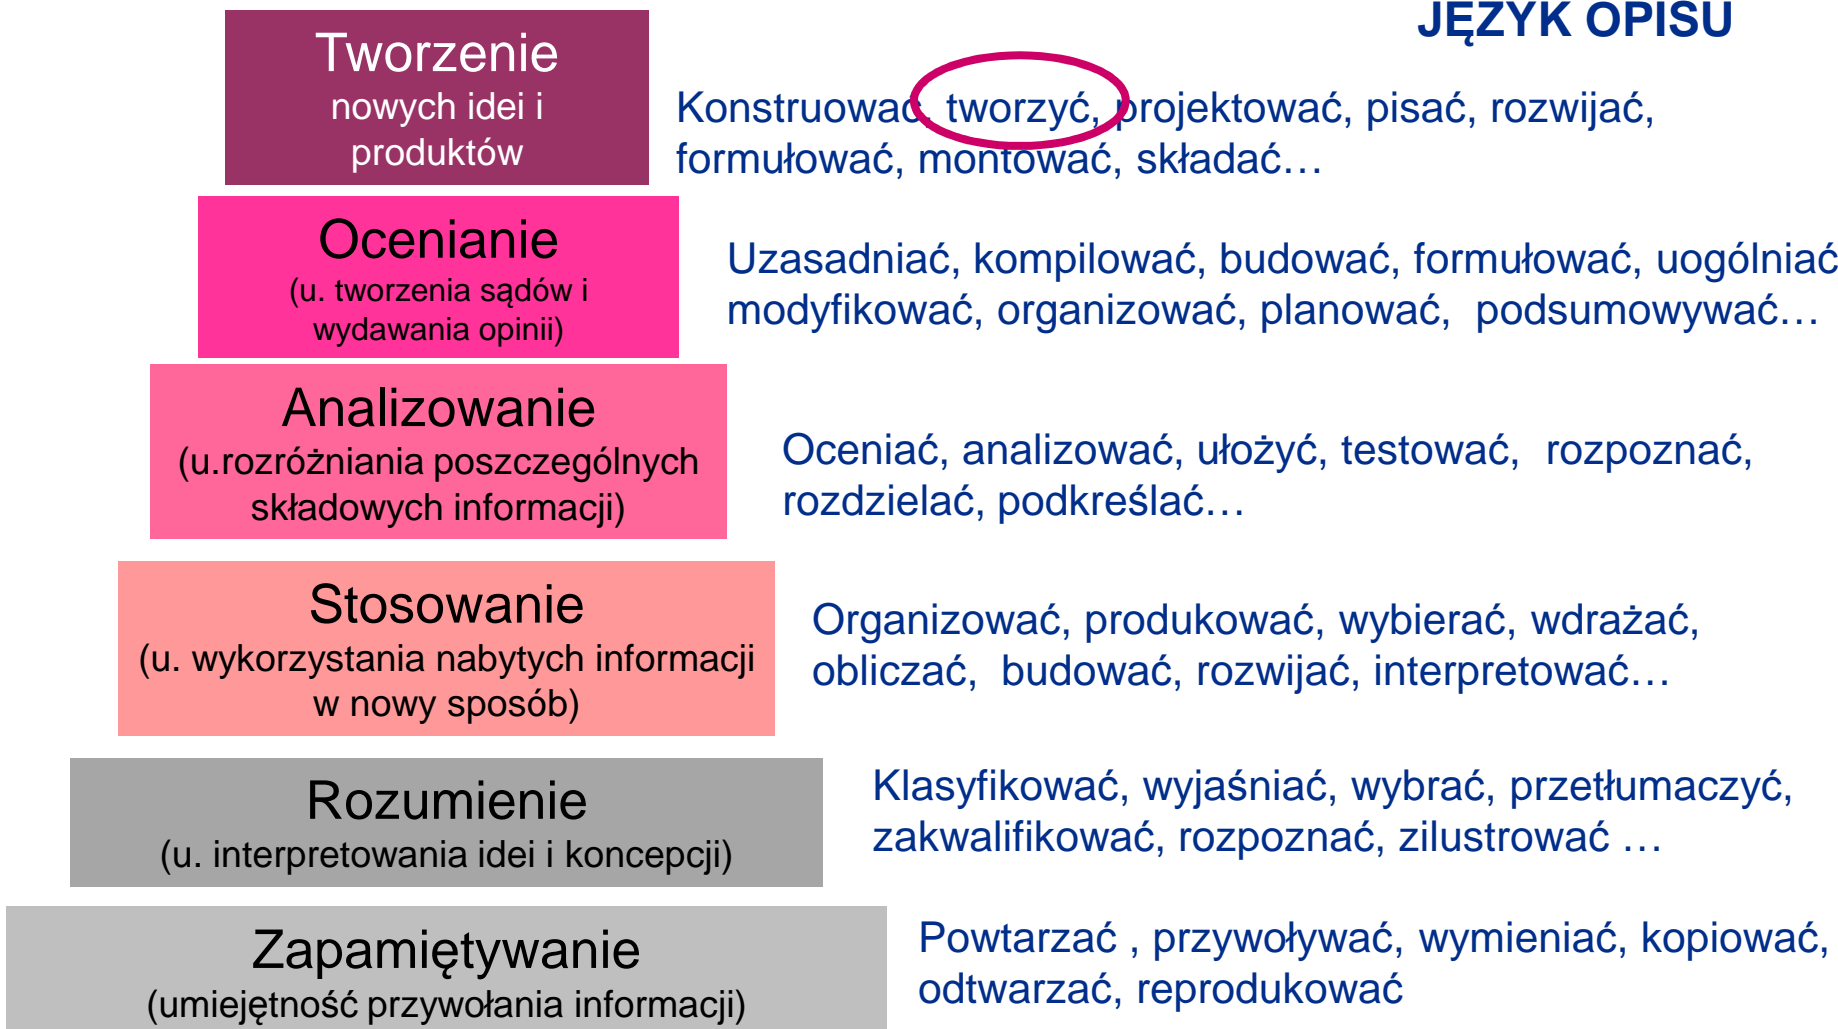 JĘZYK OPISU
Tworzenie
nowych idei i
produktów
Konstruować, tworzyć, projektować, pisać, rozwijać,
formułować, montować, składać…
Ocenianie
(u. tworzenia sądów i
wydawania opinii)
Uzasadniać, kompilować, budować, formułować, uogólniać
modyfikować, organizować, planować, podsumowywać…
Analizowanie
(u.rozróżniania poszczególnych
składowych informacji)
Oceniać, analizować, ułożyć, testować, rozpoznać,
rozdzielać, podkreślać…
Stosowanie
(u. wykorzystania nabytych informacji
w nowy sposób)
Organizować, produkować, wybierać, wdrażać,
obliczać, budować, rozwijać, interpretować…
Rozumienie
(u. interpretowania idei i koncepcji)
Klasyfikować, wyjaśniać, wybrać, przetłumaczyć,
zakwalifikować, rozpoznać, zilustrować …
Zapamiętywanie
(umiejętność przywołania informacji)
Powtarzać , przywoływać, wymieniać, kopiować,
odtwarzać, reprodukować